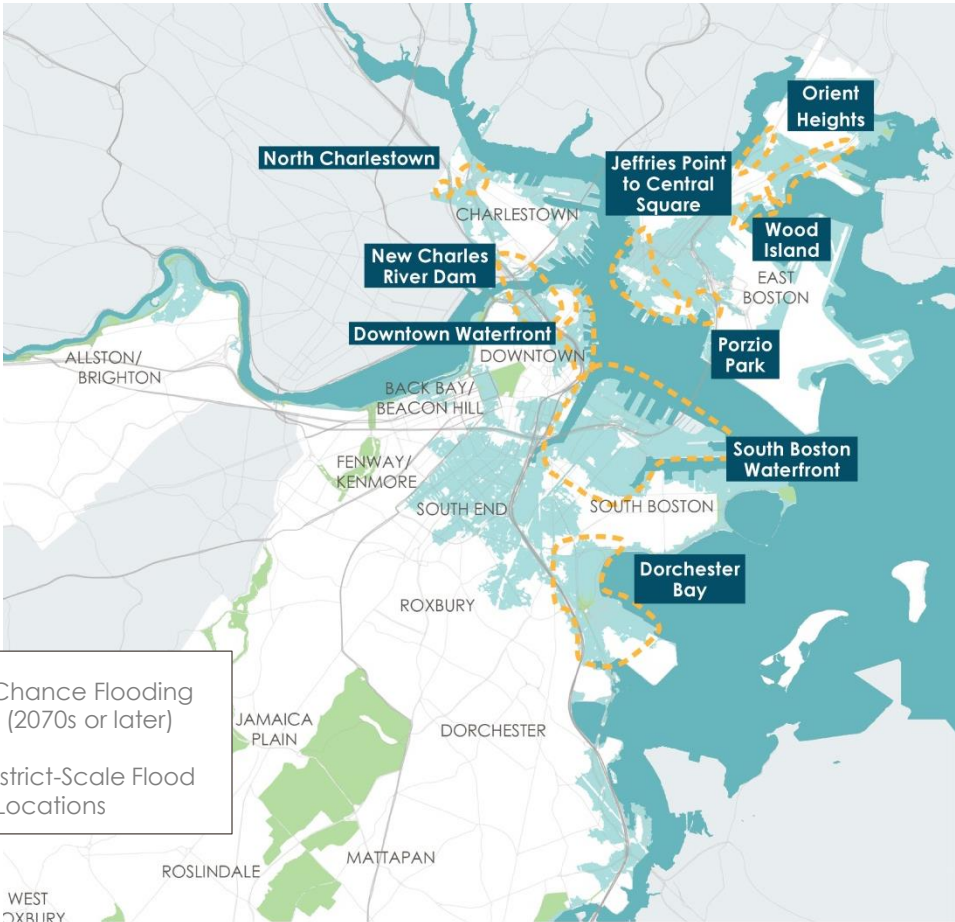 Orient
Heights
North Charlestown
Jeffries Point
to Central
Square
CHARLESTOWN
Wood
Island
New Charles
River Dam
EAST
BOSTON
Downtown Waterfront
DOWNTOWN
Porzio
Park
ALLSTON/
BRIGHTON
BACK BAY/
BEACON HILL
South Boston
Waterfront
FENWAY/
KENMORE
SOUTH END
SOUTH BOSTON
Dorchester
Bay
ROXBURY
Chance Flooding
(2070s or later)
strict-Scale Flood
Locations
JAMAICA
PLAIN
DORCHESTER
MATTAPAN
ROSLINDALE
WEST
OXBURY